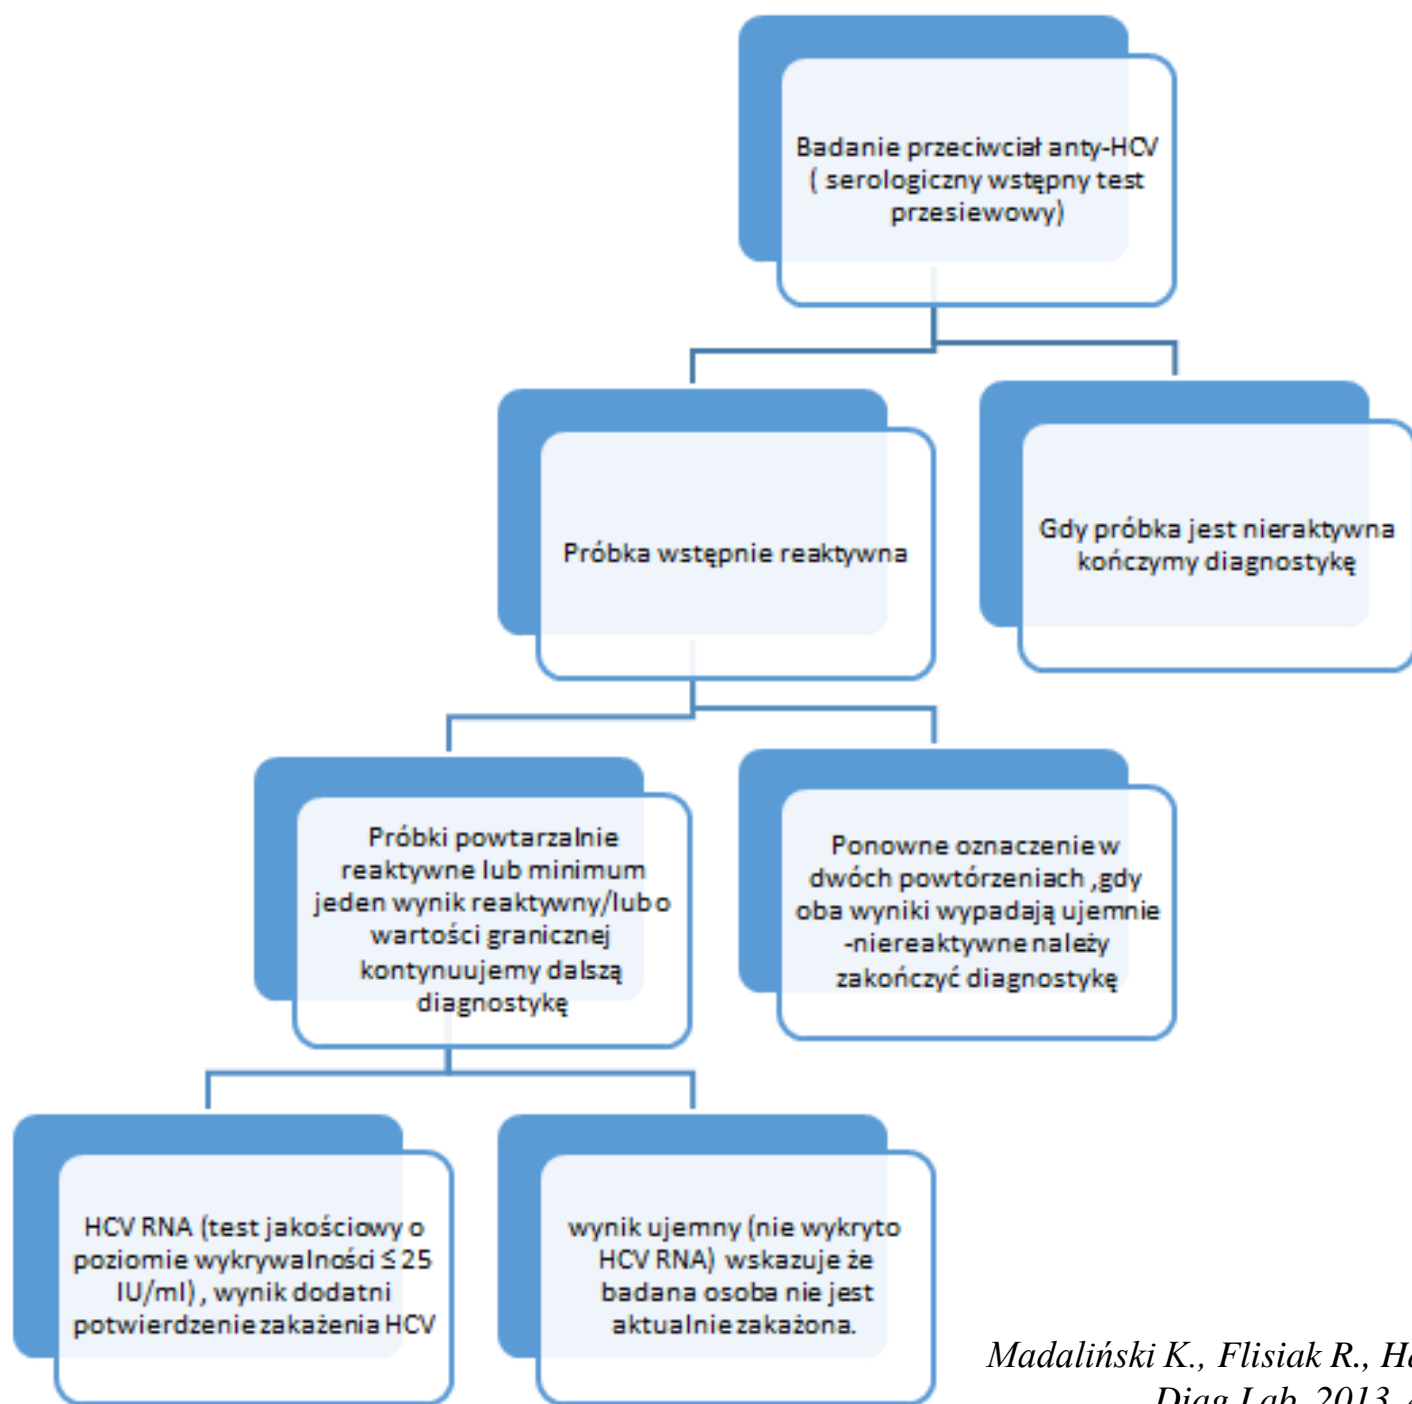 Badanie przeciwciał anty-HCV
( serologiczny wstępny test
przesiewowy)
Próbka wstępnie reaktywna
Gdy próbka jest nieraktywna
kończymy diagnostykę
Próbki powtarzalnie
reaktywne lub minimum
jeden wynik reaktywny/lub o
wartości granicznej
kontynuujemy dalszą
diagnostykę
Ponowne oznaczenie w
dwóch powtórzeniach ,gdy
oba wyniki wypadają ujemnie
-niereaktywne należy
zakończyć diagnostykę
HCV RNA (test jakościowy o
poziomie wykrywalności ≤ 25
IU/ml) , wynik dodatni
potwierdzenie zakażenia HCV
wynik ujemny (nie wykryto
HCV RNA) wskazuje że
badana osoba nie jest
aktualnie zakażona.
Madaliński K., Flisiak R.,
Diag Lab. 2013,